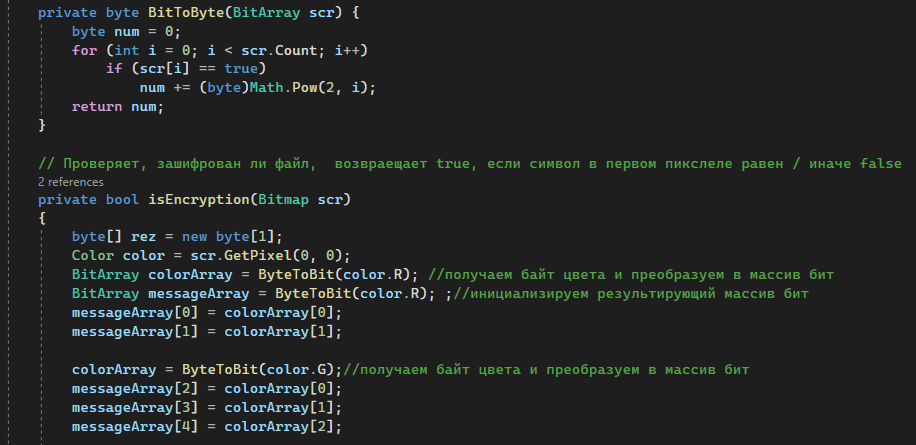 private byte BitToByte(BitArray scr) {
byte num = 0;
for (int i = 0; i < scr.Count; i++)
if (scr[i] == true)
num += (byte)Math.Pow(2, i);
return num;
}
// Проверяет, зашифрован ли файл,  возвраещает true, если символ в первом пикслеле равен / иначе false
2 references
private bool isEncryption(Bitmap scr)
{
byte[] rez = new byte[1];
Color color = scr.GetPixel(0, 0);
BitArray colorArray = ByteToBit(color.R); //получаем байт цвета и преобразуем в массив бит
BitArray messageArray = ByteToBit(color.R); ;//инициализируем результирующий массив бит
messageArray[0] = colorArray[0];
messageArray[1] = colorArray[1];
colorArray = ByteToBit(color.G);//получаем байт цвета и преобразуем в массив бит
messageArray[2] = colorArray[0];
messageArray[3] = colorArray[1];
messageArray[4] = colorArray[2];